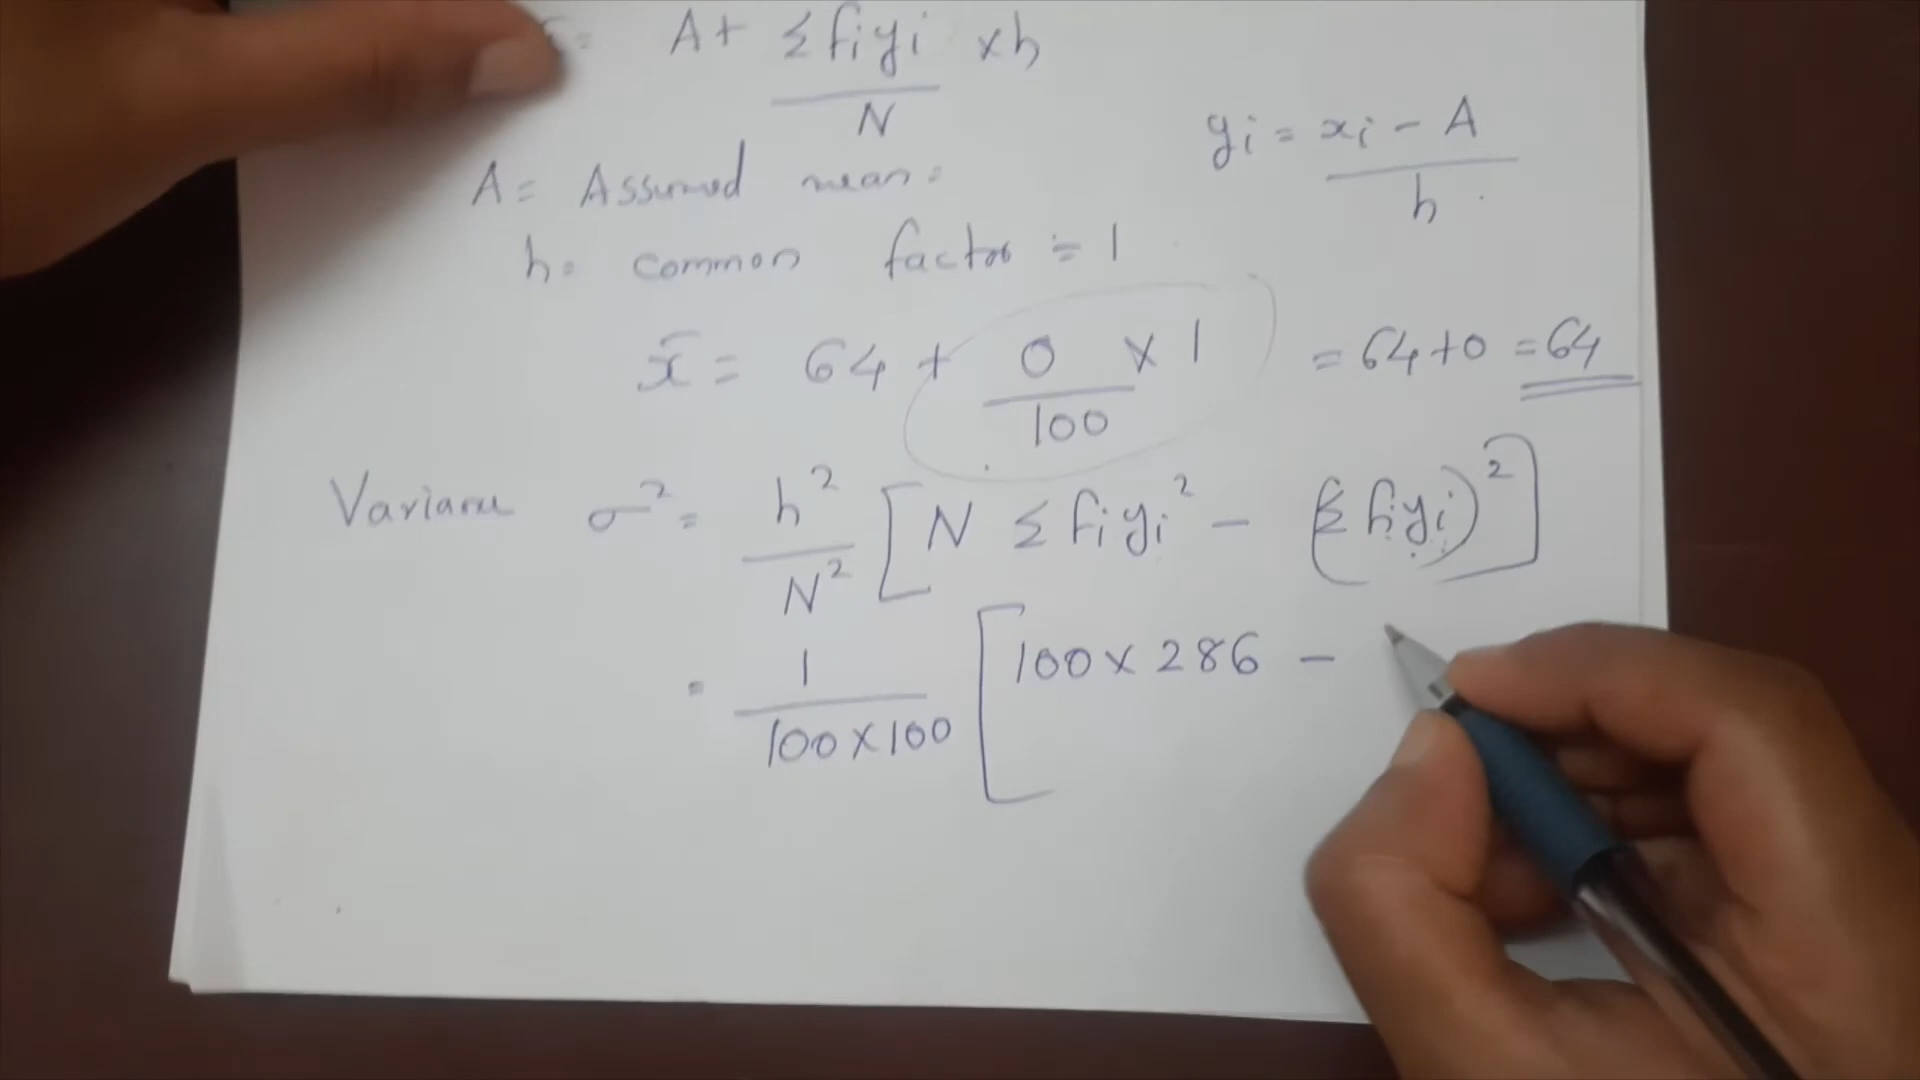 x̄ = A + Σfiyi / N × h
yi = xi - A / h
A = Assumed mean =
h = common factor = 1
x̄ = 64 + 0 / 100 × 1 = 64+0 = 64
Variance σ² = h² / N² [N Σfiyi² - (Σfiyi)²]
= 1 / 100×100 [100×286 -